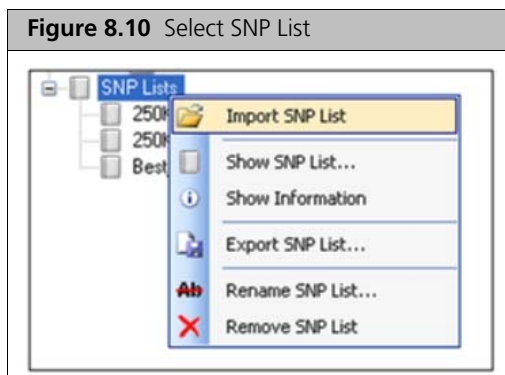 Figure 8.10 Select SNP List
SNP Lists
Import SNP List
Show SNP List...
Show Information
Export SNP List...
Ab Rename SNP List...
Remove SNP List
250K
250K
Best